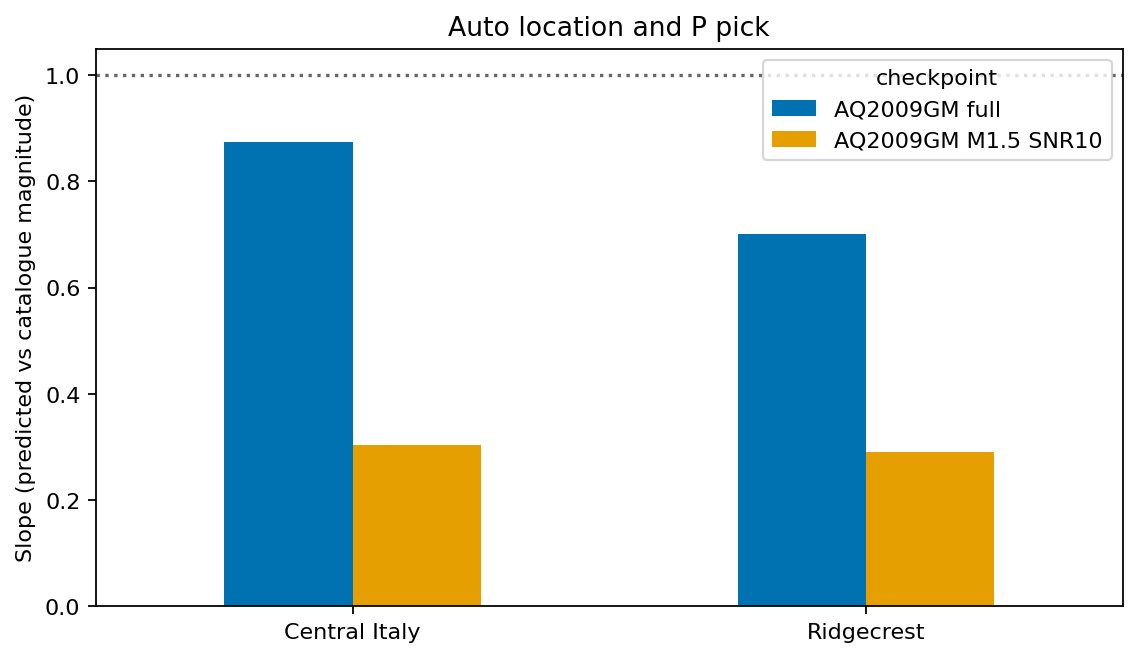 Auto location and P pick
Slope (predicted vs catalogue magnitude)
1.0
0.8
0.6
0.4
0.2
0.0
checkpoint
AQ2009GM full
AQ2009GM M1.5 SNR10
Central Italy
Ridgecrest